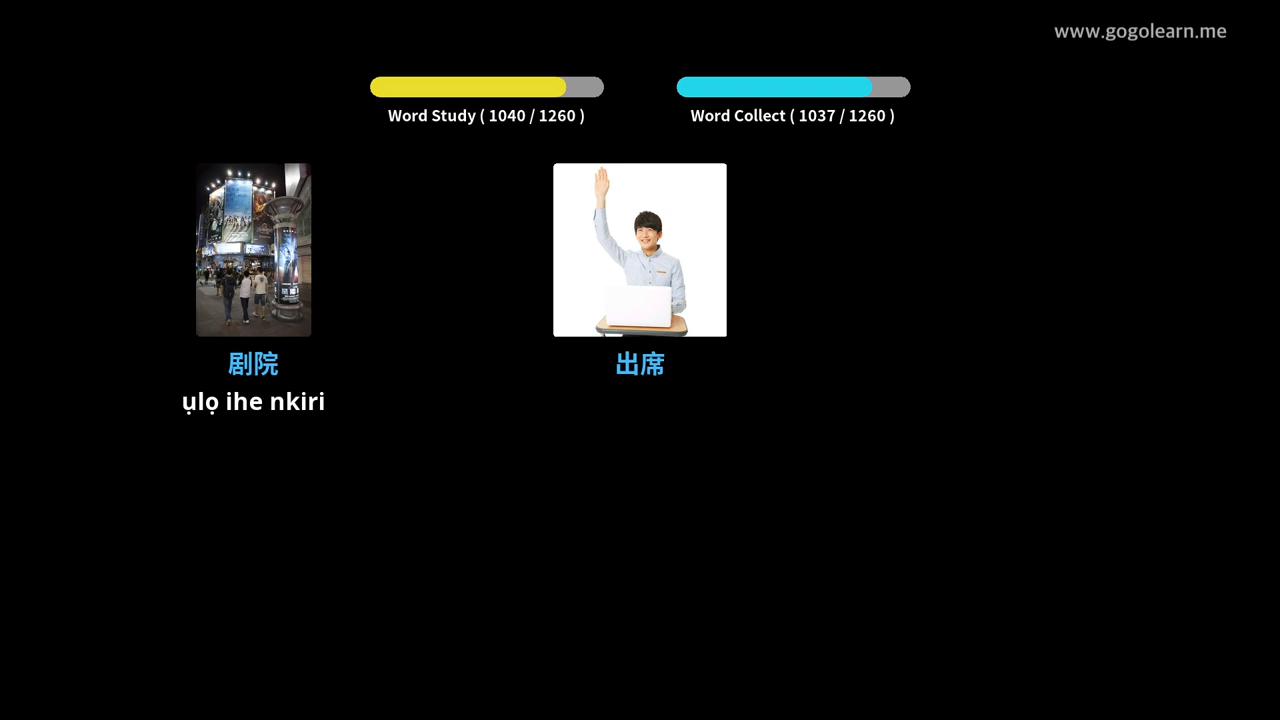 www.gogolearn.me
Word Study ( 1040 / 1260 )
Word Collect ( 1037 / 1260 )
剧院
ụlọ ihe nkiri
出席